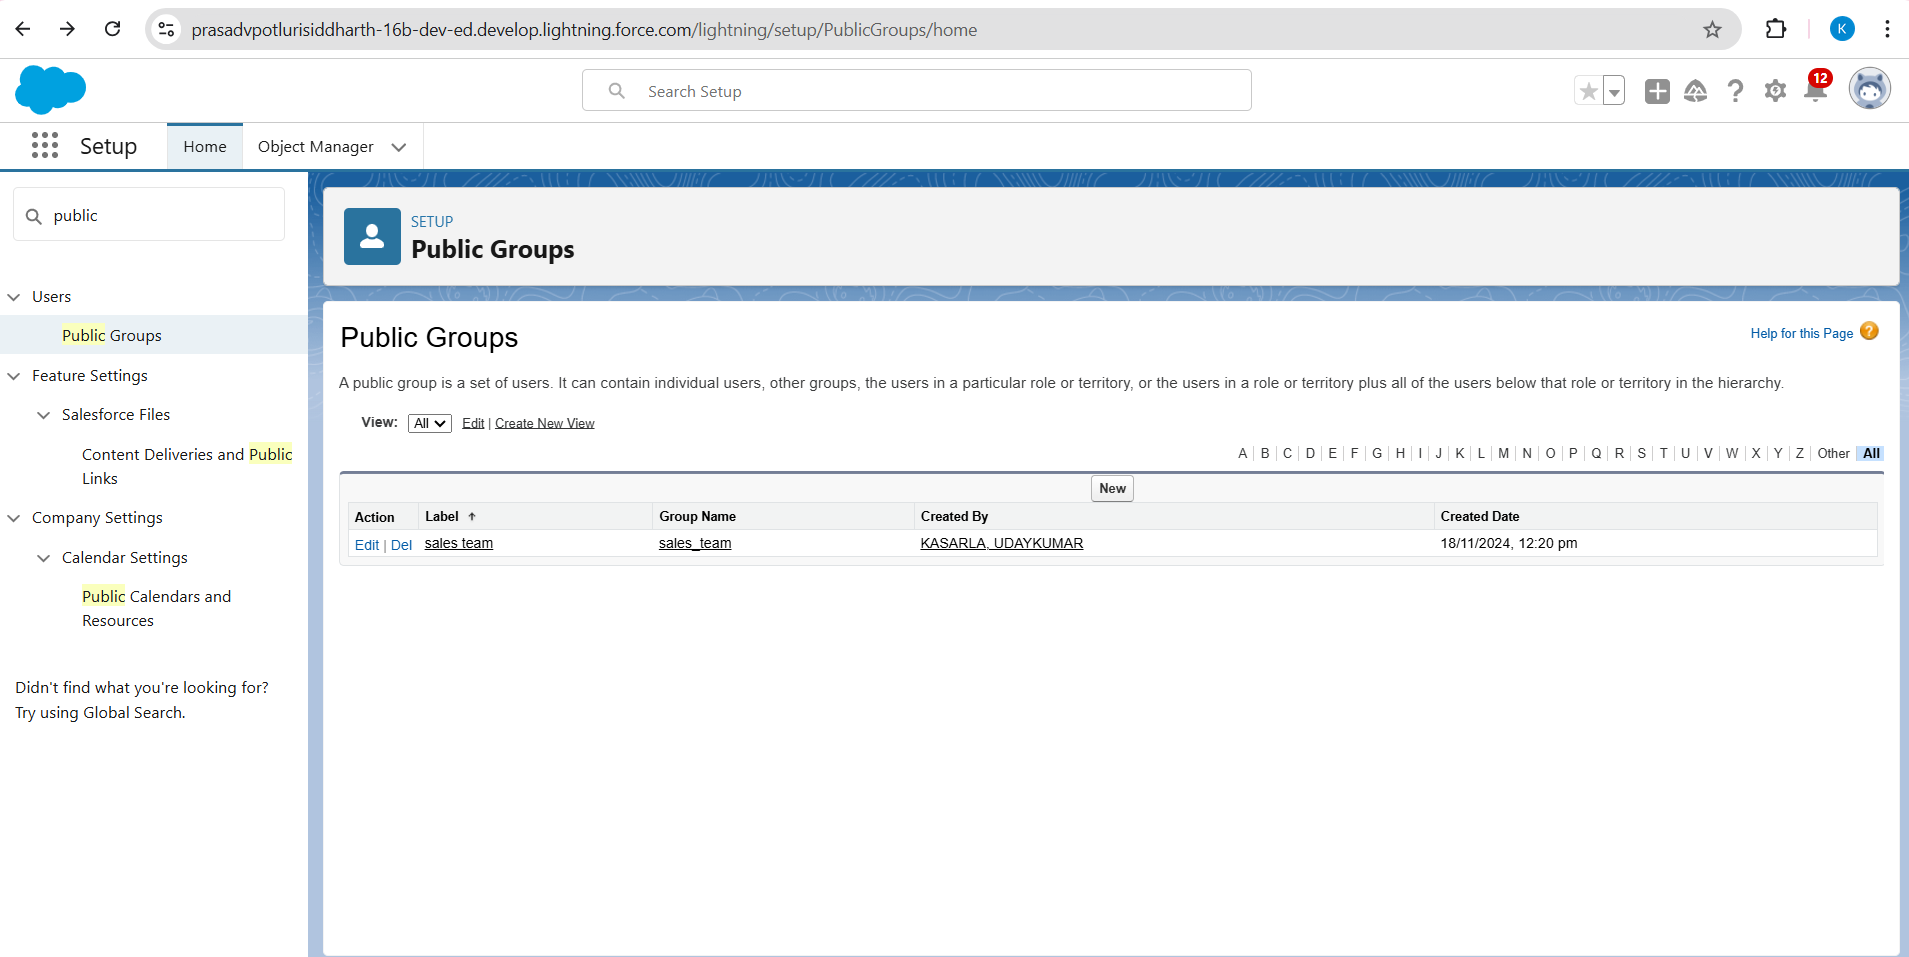 prasadvpotlurisiddharth-16b-dev-ed.develop.lightning.force.com/lightning/setup/PublicGroups/home
K
Search Setup
12
Setup
Home
Object Manager
public
SETUP
Public Groups
Users
Public Groups
Feature Settings
Salesforce Files
Content Deliveries and Public
Links
Company Settings
Calendar Settings
Public Calendars and
Resources
Didn't find what you're looking for?
Try using Global Search.
Public Groups
Help for this Page ?
A public group is a set of users. It can contain individual users, other groups, the users in a particular role or territory, or the users in a role or territory plus all of the users below that role or territory in the hierarchy.
View: All Edit | Create New View
A | B | C | D | E | F | G | H | I | J | K | L | M | N | O | P | Q | R | S | T | U | V | W | X | Y | Z | Other | All
New
Action Label Group Name Created By Created Date
Edit | Del sales team sales_team KASARLA, UDAYKUMAR 18/11/2024, 12:20 pm